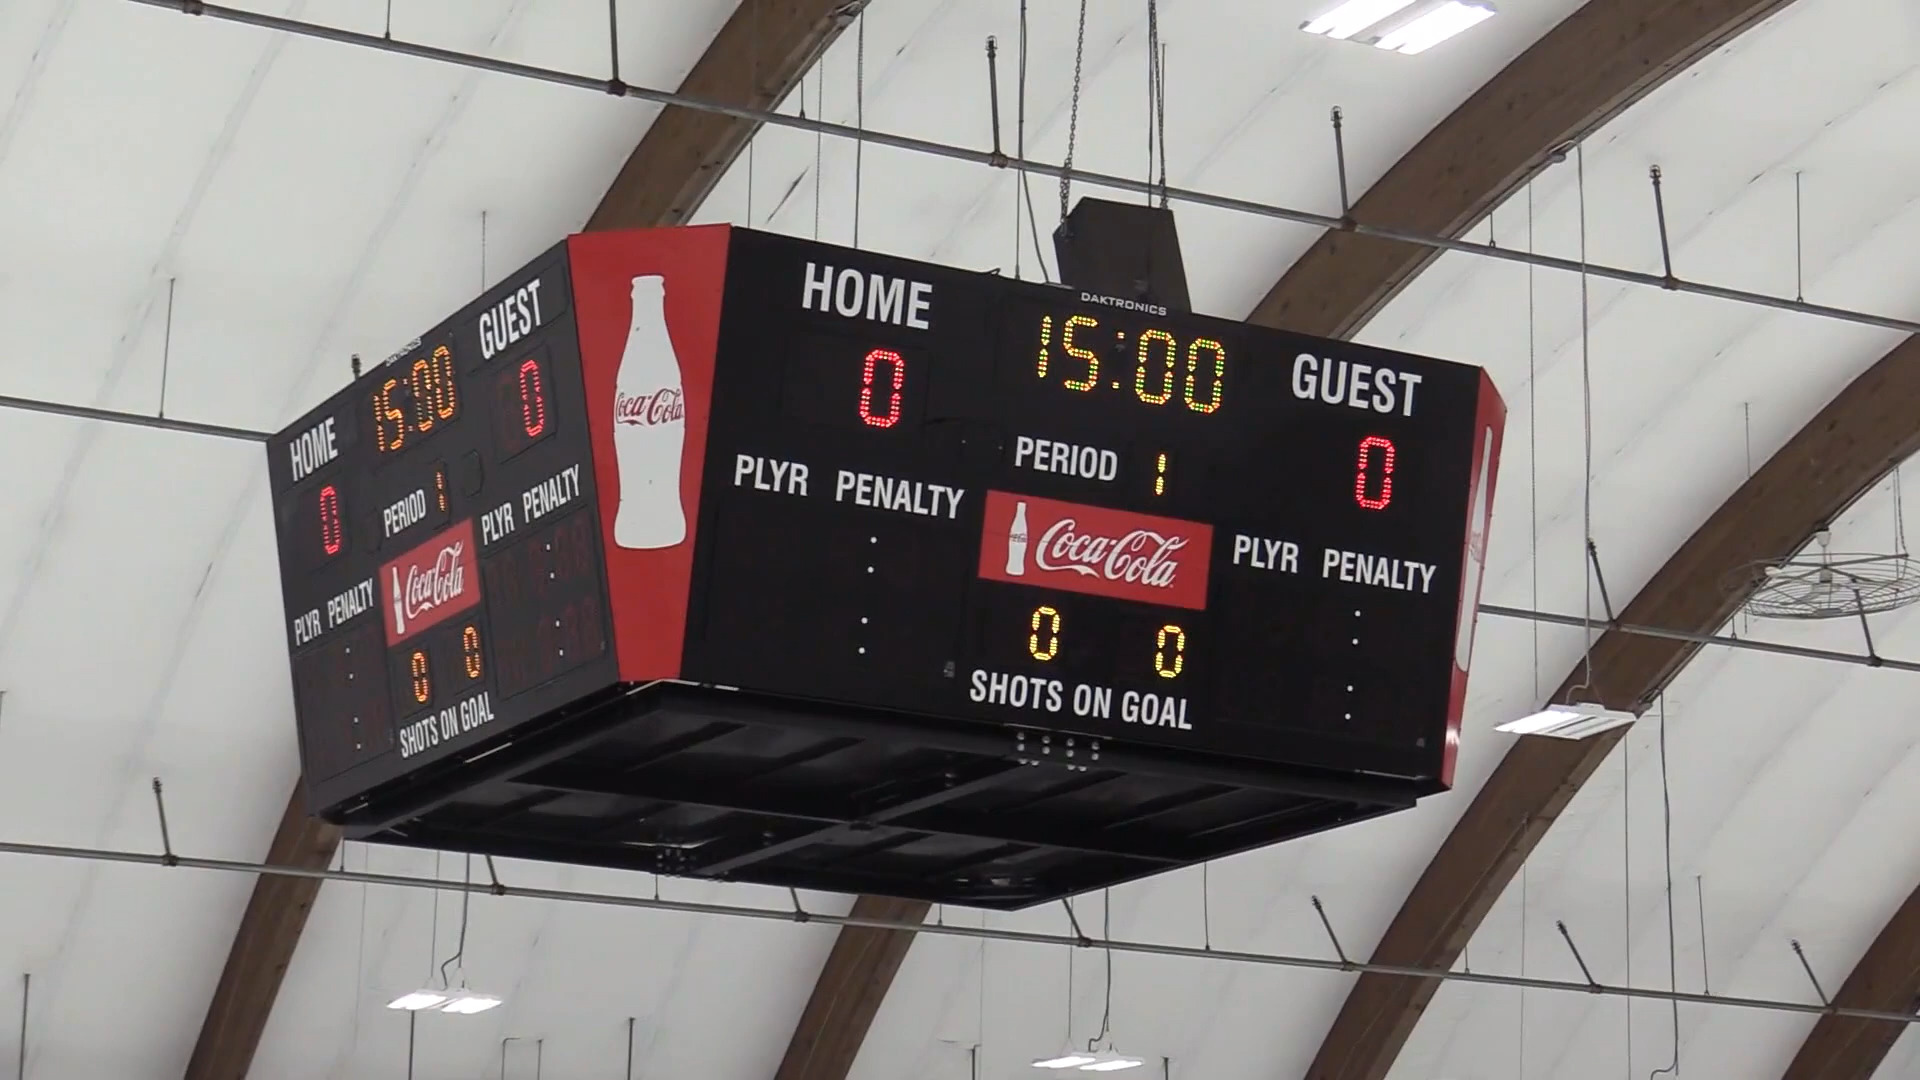 DAKTRONICS
HOME 15:00 GUEST
0 0
PERIOD 1
PLYR PENALTY PLYR PENALTY
Coca-Cola
0 0
SHOTS ON GOAL
Coca-Cola
DAKTRONICS
HOME 15:00 GUEST
0 0
PERIOD 1
PLYR PENALTY PLYR PENALTY
Coca-Cola
: :
: :
0 0
SHOTS ON GOAL